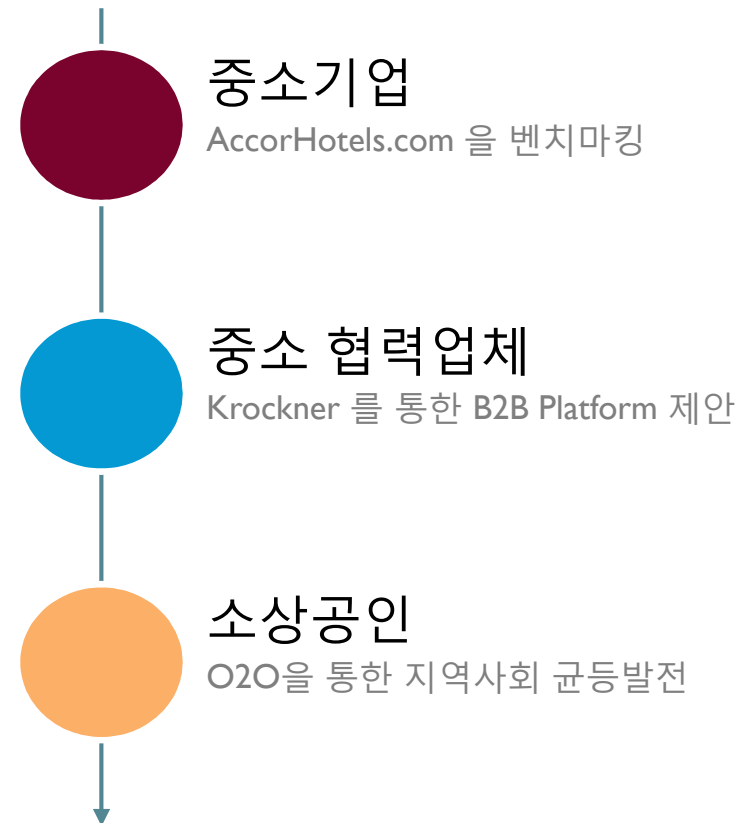 중소기업
AccorHotels.com 을 벤치마킹
중소 협력업체
Krockner 를 통한 B2B Platform 제안
소상공인
O2O을 통한 지역사회 균등발전